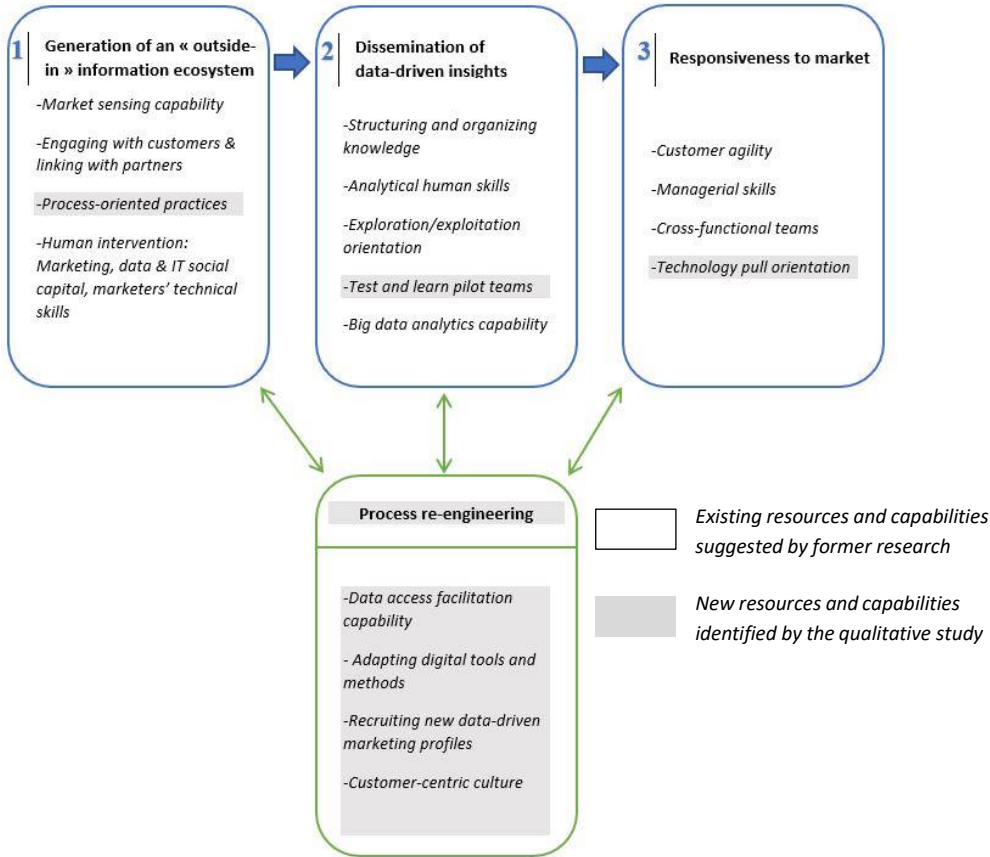 1
Generation of an « outside-
in » information ecosystem
-Market sensing capability
-Engaging with customers &
linking with partners
-Process-oriented practices
-Human intervention:
Marketing, data & IT social
capital, marketers’ technical
skills
2
Dissemination of
data-driven insights
-Structuring and organizing
knowledge
-Analytical human skills
-Exploration/exploitation
orientation
-Test and learn pilot teams
-Big data analytics capability
3
Responsiveness to market
-Customer agility
-Managerial skills
-Cross-functional teams
-Technology pull orientation
Process re-engineering
-Data access facilitation
capability
- Adapting digital tools and
methods
-Recruiting new data-driven
marketing profiles
-Customer-centric culture
Existing resources and capabilities
suggested by former research
New resources and capabilities
identified by the qualitative study